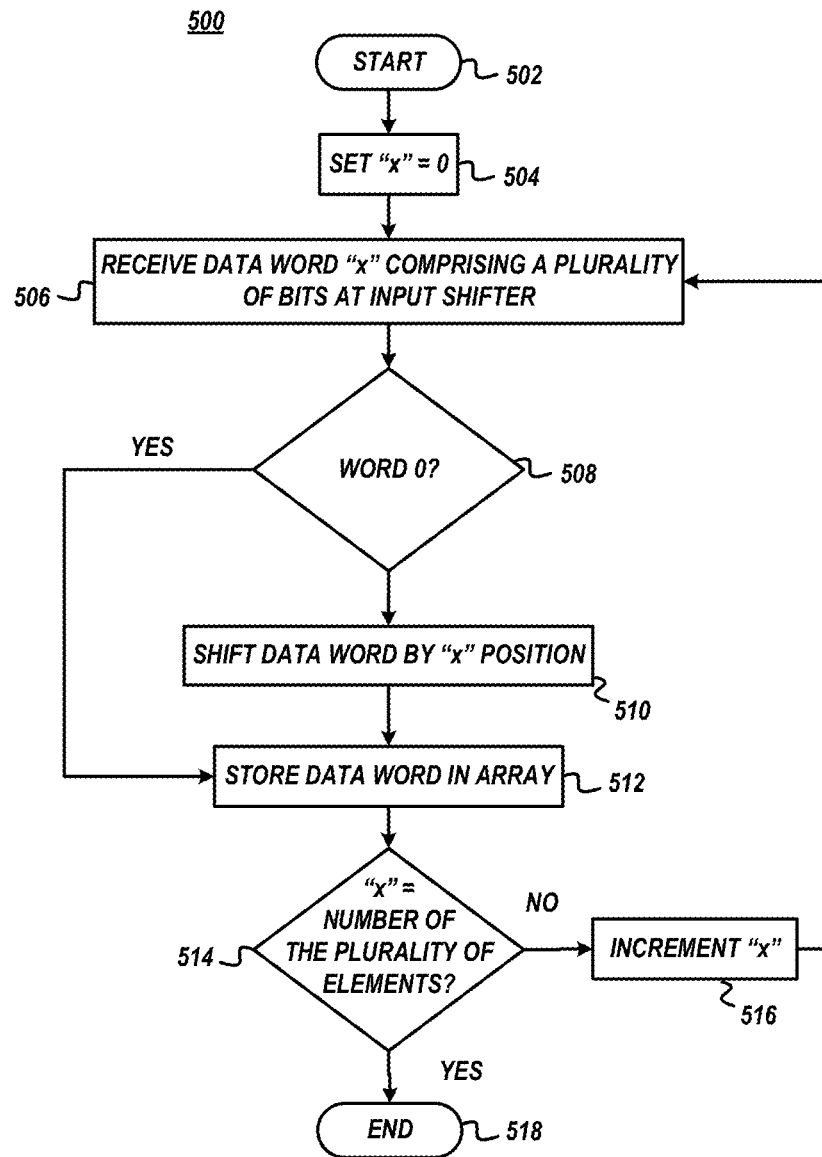 500
START
502
SET “x” = 0
504
RECEIVE DATA WORD “x” COMPRISING A PLURALITY
OF BITS AT INPUT SHIFTER
506
YES
WORD 0?
508
SHIFT DATA WORD BY “x” POSITION
510
STORE DATA WORD IN ARRAY
512
“x” =
NUMBER OF
THE PLURALITY OF
ELEMENTS?
514
NO
INCREMENT “x”
516
YES
END
518